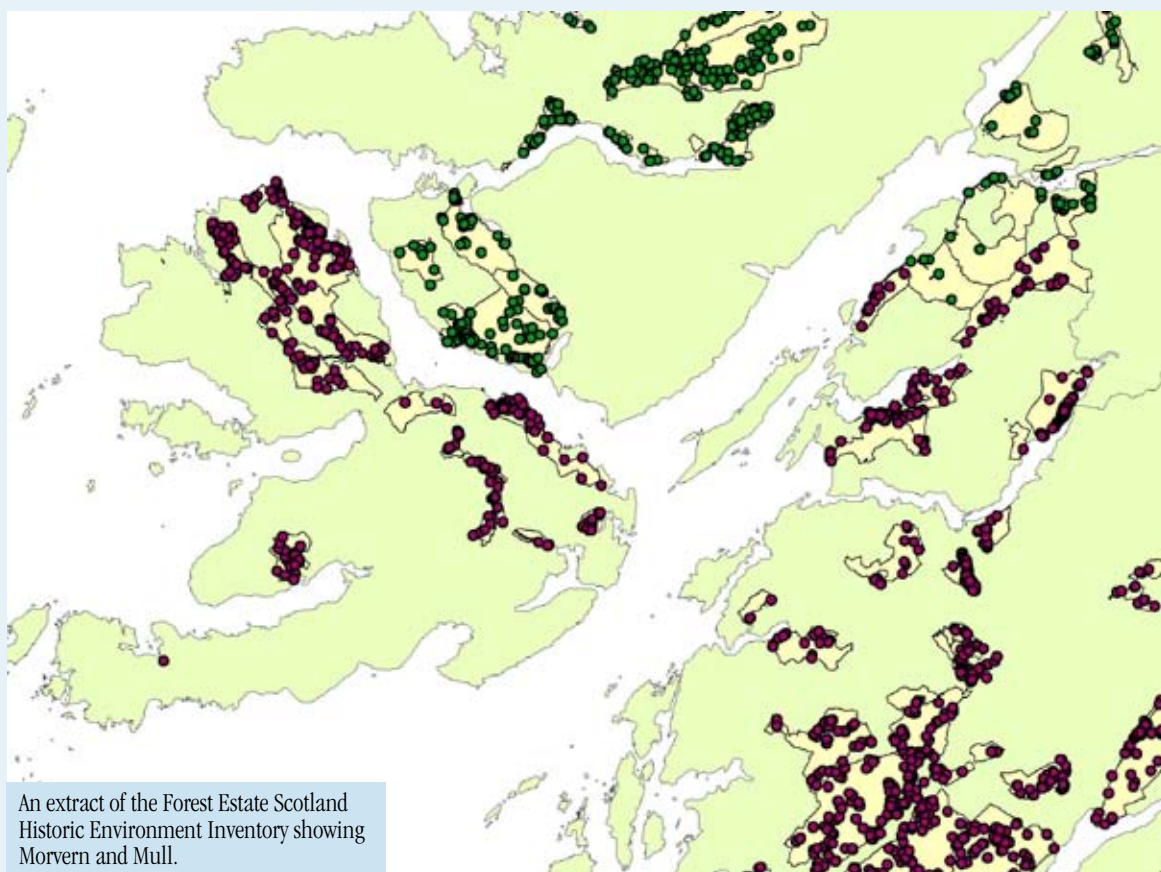 An extract of the Forest Estate Scotland
Historic Environment Inventory showing
Morvern and Mull.